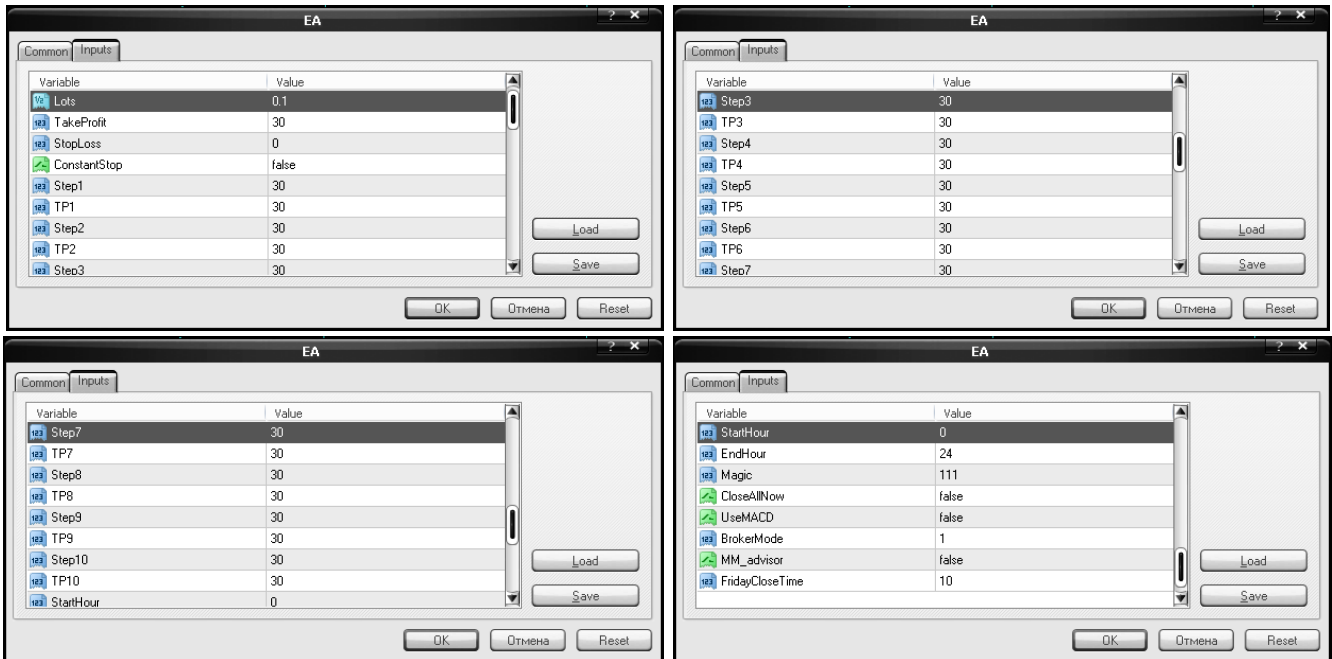 EA
Common Inputs
Variable Value
Lots 0.1
TakeProfit 30
StopLoss 0
ConstantStop false
Step1 30
TP1 30
Step2 30
TP2 30
Step3 30
Load
Save
OK Отмена Reset
EA
Common Inputs
Variable Value
Step3 30
TP3 30
Step4 30
TP4 30
Step5 30
TP5 30
Step6 30
TP6 30
Step7 30
Load
Save
OK Отмена Reset
EA
Common Inputs
Variable Value
Step7 30
TP7 30
Step8 30
TP8 30
Step9 30
TP9 30
Step10 30
TP10 30
StartHour 0
Load
Save
OK Отмена Reset
EA
Common Inputs
Variable Value
StartHour 0
EndHour 24
Magic 111
CloseAllNow false
UseMACD false
BrokerMode 1
MM_advisor false
FridayCloseTime 10
Load
Save
OK Отмена Reset